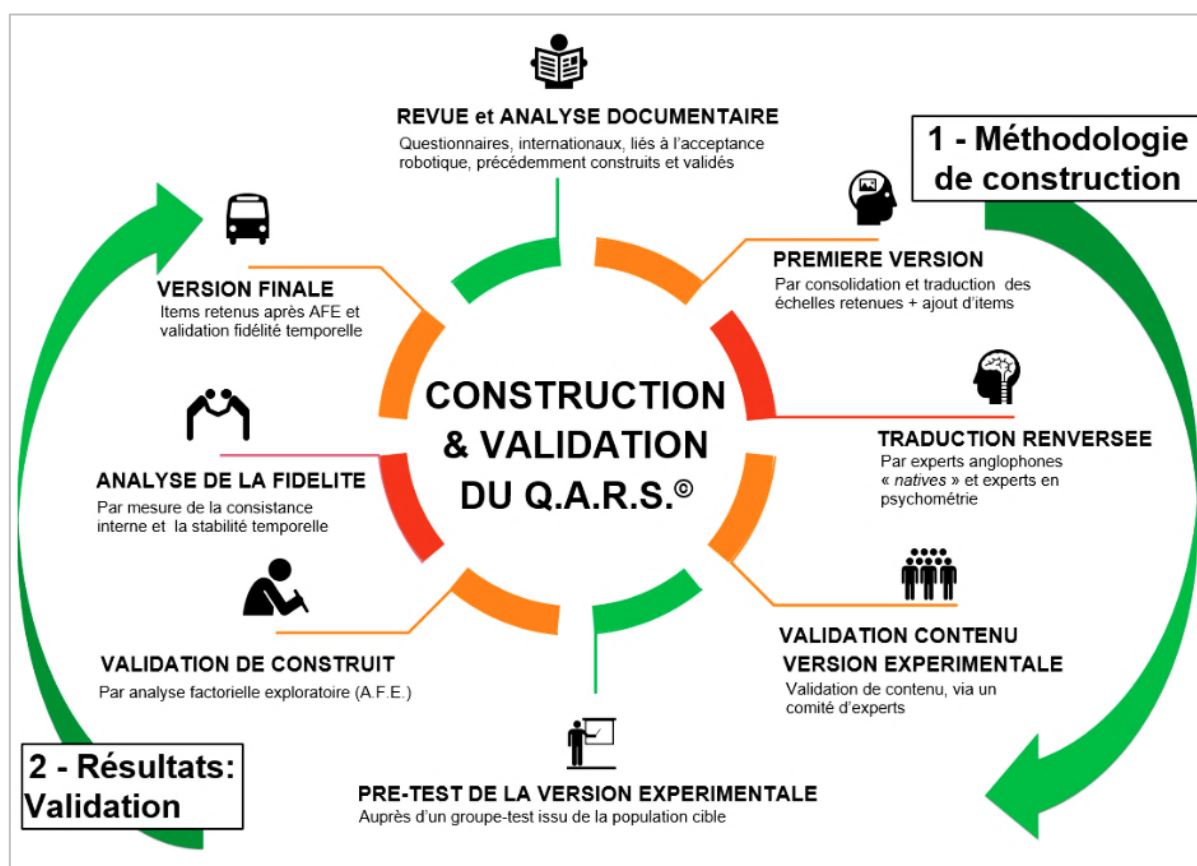 REVUE et ANALYSE DOCUMENTAIRE
Questionnaires, internationaux, liés à l'acceptance
robotique, précédemment construits et validés
1 - Méthodologie
de construction
PREMIERE VERSION
Par consolidation et traduction des
échelles retenues + ajout d'items
TRADUCTION RENVERSEE
Par experts anglophones
« natives » et experts en
psychométrie
VALIDATION CONTENU
VERSION EXPERIMENTALE
Validation de contenu, via un
comité d'experts
PRE-TEST DE LA VERSION EXPERIMENTALE
Auprès d'un groupe-test issu de la population cible
2 - Résultats:
Validation
VALIDATION DE CONSTRUIT
Par analyse factorielle exploratoire (A.F.E.)
ANALYSE DE LA FIDELITE
Par mesure de la consistance
interne et la stabilité temporelle
VERSION FINALE
Items retenus après AFE et
validation fidélité temporelle
CONSTRUCTION
& VALIDATION
DU Q.A.R.S.©